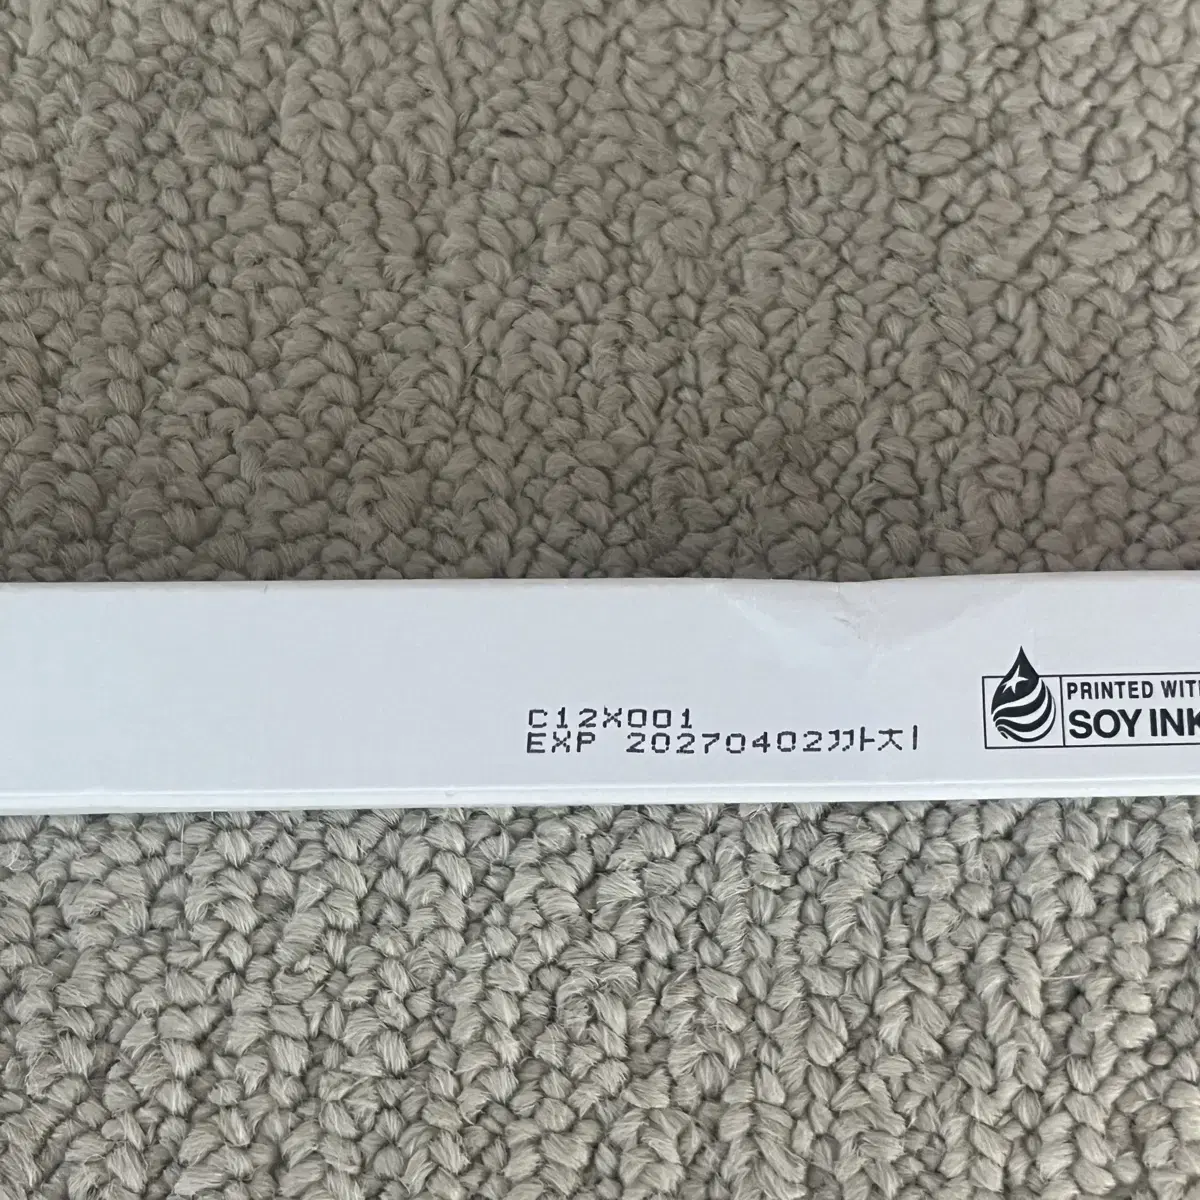 C12X001
EXP 20270402까지
PRINTED WITH
SOY INK